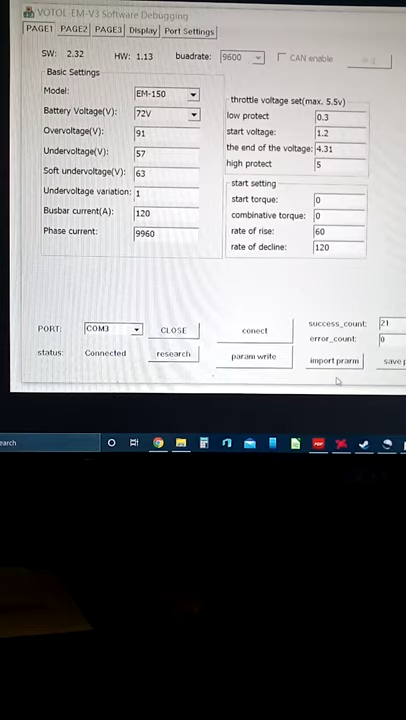 VOTOL-EM-V3 Software Debugging
PAGE1 PAGE2 PAGE3 Display Port Settings
SW: 2.32 HW: 1.13 buadrate: 9600 CAN enable
Basic Settings
Model: EM-150
Battery Voltage(V): 72V
Overvoltage(V): 91
Undervoltage(V): 57
Soft undervoltage(V): 63
Undervoltage variation: 1
Busbar current(A): 120
Phase current: 9960
throttle voltage set(max. 5.5v)
low protect 0.3
start voltage: 1.2
the end of the voltage: 4.31
high protect 5
start setting
start torque: 0
combinative torque: 0
rate of rise: 60
rate of decline: 120
PORT: COM3 CLOSE conect success_count: 21
error_count: 0
status: Connected research param write import prarm save p
earch
PDF